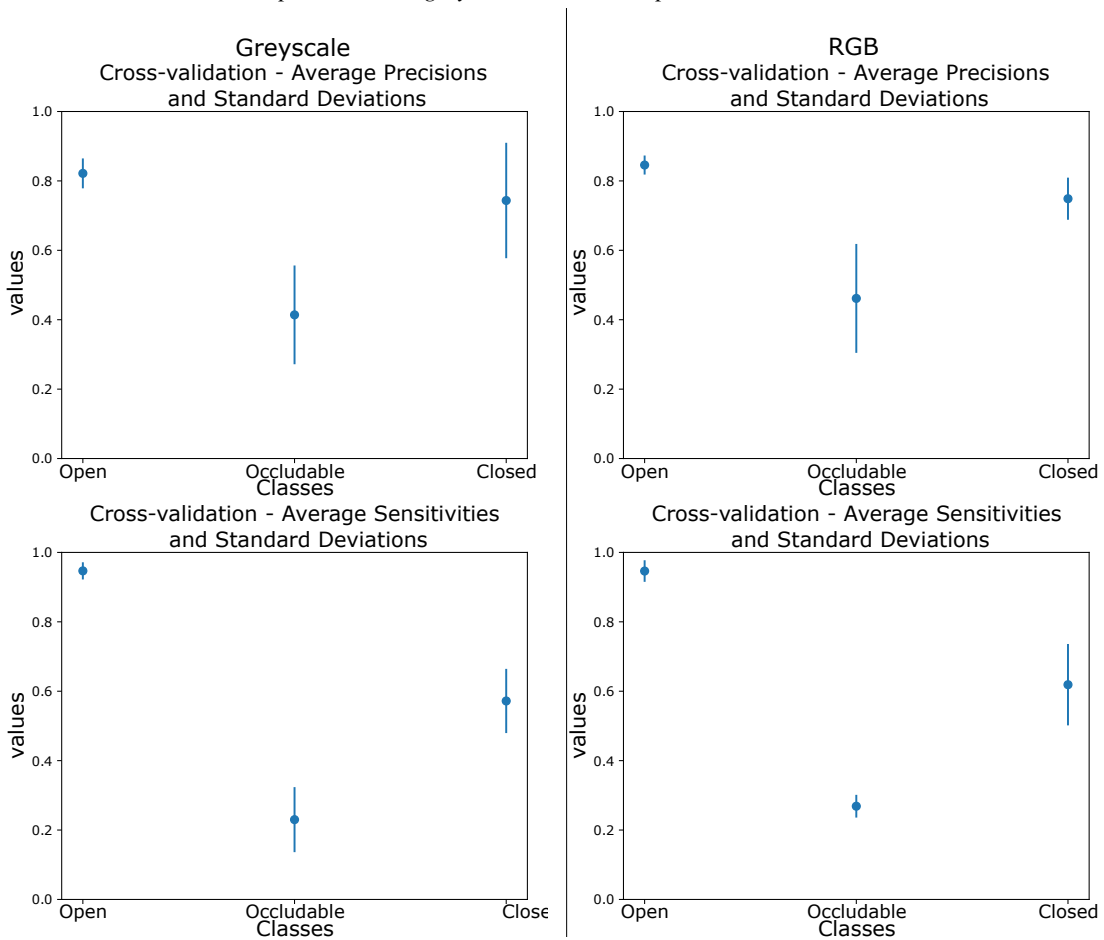 Greyscale
Cross-validation - Average Precisions
and Standard Deviations
1.0
0.8
0.6
0.4
0.2
0.0
values
Open
Occludable
Closed
Classes
RGB
Cross-validation - Average Precisions
and Standard Deviations
1.0
0.8
0.6
0.4
0.2
0.0
values
Open
Occludable
Closed
Classes
Cross-validation - Average Sensitivities
and Standard Deviations
1.0
0.8
0.6
0.4
0.2
0.0
values
Open
Occludable
Close
Classes
Cross-validation - Average Sensitivities
and Standard Deviations
1.0
0.8
0.6
0.4
0.2
0.0
values
Open
Occludable
Closed
Classes